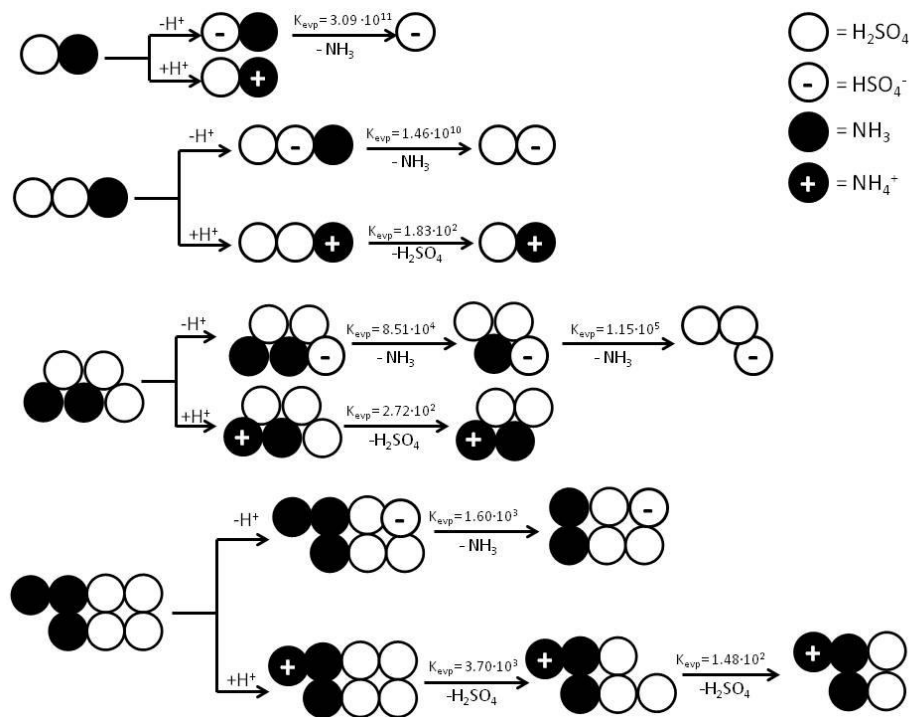 -H⁺
K_evp = 3.09·10¹¹
- NH₃
+H⁺
-
-
+
= H₂SO₄
- = HSO₄⁻
= NH₃
+ = NH₄⁺
-H⁺
K_evp = 1.46·10¹⁰
- NH₃
-
-
+H⁺
K_evp = 1.83·10²
-H₂SO₄
+
+
-H⁺
K_evp = 8.51·10⁴
- NH₃
K_evp = 1.15·10⁵
- NH₃
-
-
-
+H⁺
K_evp = 2.72·10²
-H₂SO₄
+
+
-H⁺
K_evp = 1.60·10³
- NH₃
-
-
+H⁺
K_evp = 3.70·10³
-H₂SO₄
K_evp = 1.48·10²
-H₂SO₄
+
+
+